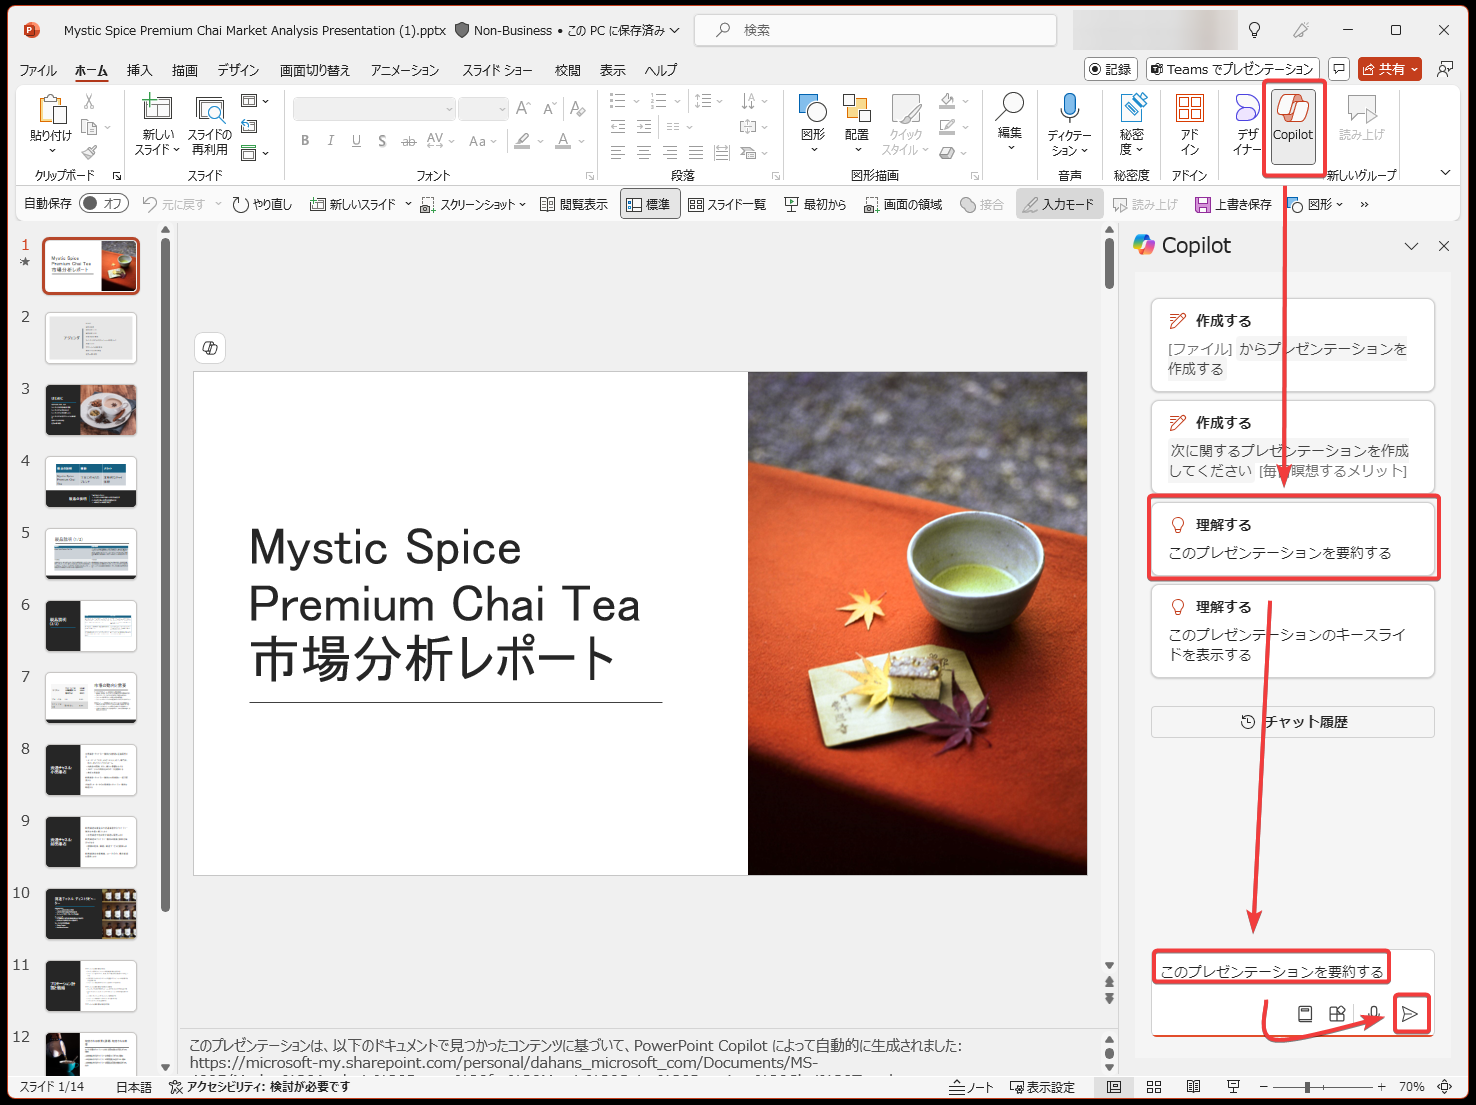 Mystic Spice Premium Chai Market Analysis Presentation (1).pptx
Non-Business • この PC に保存済み
検索
ファイル ホーム 挿入 描画 デザイン 画面切り替え アニメーション スライド ショー 校閲 表示 ヘルプ
記録
Teams でプレゼンテーション
共有
貼り付け
クリップボード
新しい
スライド
スライドの
再利用
スライド
B I U S ab AV Aa A
フォント
段落
図形
配置
クイック
スタイル
図形描画
編集
ディクテー
ション
音声
秘密
度
秘密度
アド
イン
アドイン
デザ
イナー
Copilot
読み上げ
新しいグループ
自動保存 オフ 元に戻す やり直し 新しいスライド スクリーンショット 閲覧表示 標準 スライド一覧 最初から 画面の領域 接合 入力モード 読み上げ 上書き保存 図形 »
1
Mystic Spice
Premium Chai Tea
市場分析レポート
2
3
4
5
6
7
8
9
10
11
12
Mystic Spice
Premium Chai Tea
市場分析レポート
このプレゼンテーションは、以下のドキュメントで見つかったコンテンツに基づいて、PowerPoint Copilot によって自動的に生成されました:
https://microsoft-my.sharepoint.com/personal/dahans_microsoft_com/Documents/MS-
Copilot
作成する
[ファイル] からプレゼンテーションを
作成する
作成する
次に関するプレゼンテーションを作成
してください [毎日瞑想するメリット]
理解する
このプレゼンテーションを要約する
理解する
このプレゼンテーションのキースライ
ドを表示する
チャット履歴
このプレゼンテーションを要約する
スライド 1/14 日本語 アクセシビリティ: 検討が必要です ノート 表示設定 70%